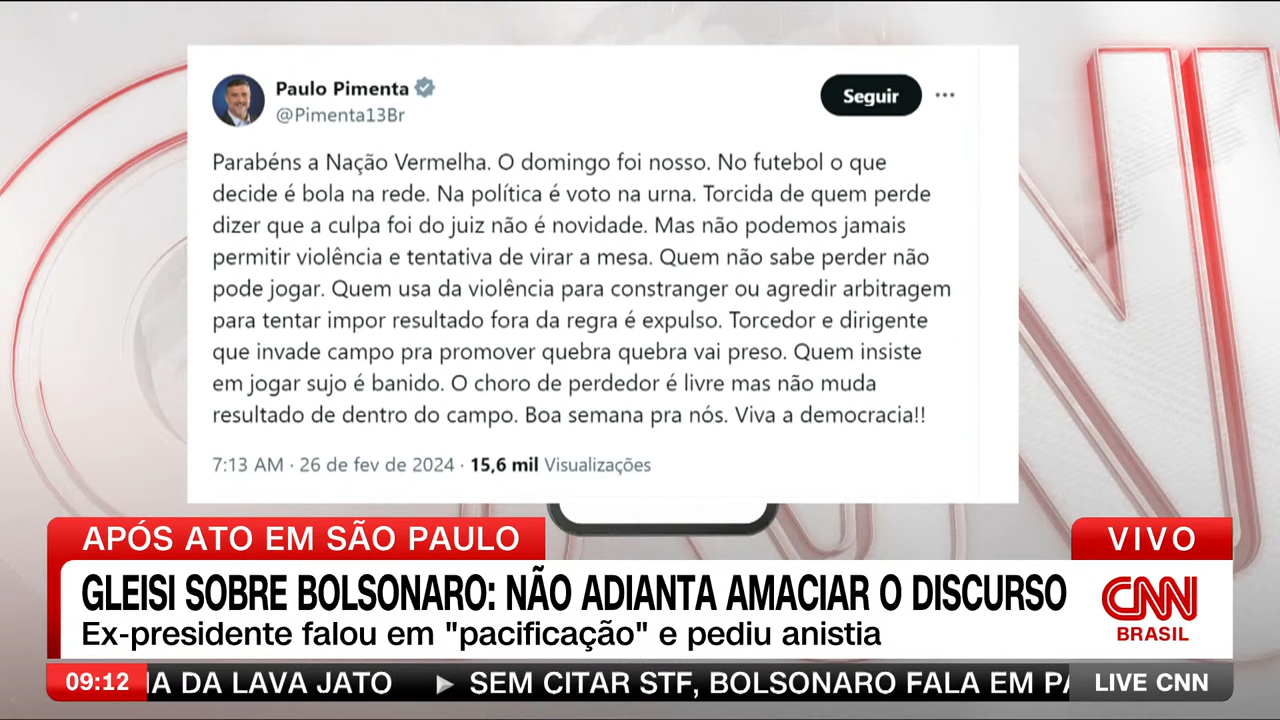 Paulo Pimenta
@Pimenta13Br
Seguir
Parabéns a Nação Vermelha. O domingo foi nosso. No futebol o que
decide é bola na rede. Na política é voto na urna. Torcida de quem perde
dizer que a culpa foi do juiz não é novidade. Mas não podemos jamais
permitir violência e tentativa de virar a mesa. Quem não sabe perder não
pode jogar. Quem usa da violência para constranger ou agredir arbitragem
para tentar impor resultado fora da regra é expulso. Torcedor e dirigente
que invade campo pra promover quebra quebra vai preso. Quem insiste
em jogar sujo é banido. O choro de perdedor é livre mas não muda
resultado de dentro do campo. Boa semana pra nós. Viva a democracia!!
7:13 AM · 26 de fev de 2024 · 15,6 mil Visualizações
APÓS ATO EM SÃO PAULO
VIVO
GLEISI SOBRE BOLSONARO: NÃO ADIANTA AMACIAR O DISCURSO
Ex-presidente falou em "pacificação" e pediu anistia
CNN
BRASIL
09:12
DA LAVA JATO
SEM CITAR STF, BOLSONARO FALA EM
LIVE CNN